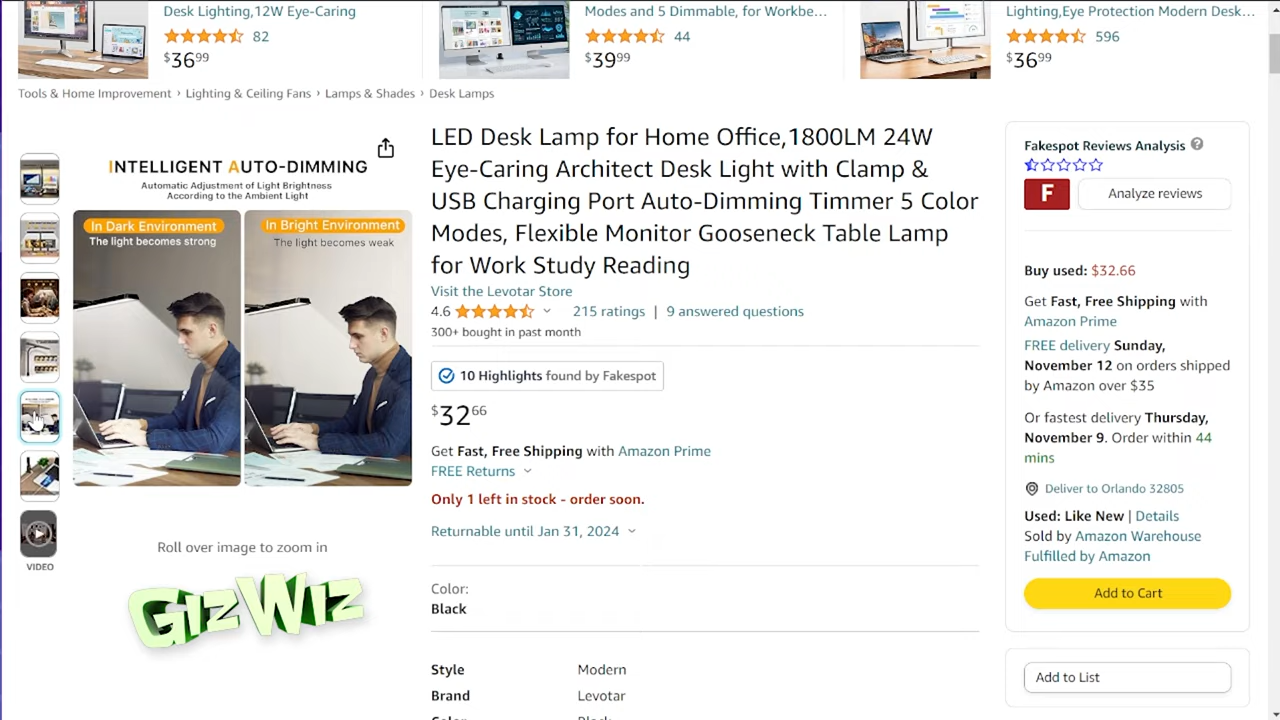 Desk Lighting,12W Eye-Caring
82
$36⁹⁹
Modes and 5 Dimmable, for Workbe...
44
$39⁹⁹
Lighting,Eye Protection Modern Desk...
596
$36⁹⁹
Tools & Home Improvement › Lighting & Ceiling Fans › Lamps & Shades › Desk Lamps
INTELLIGENT AUTO-DIMMING
Automatic Adjustment of Light Brightness
According to the Ambient Light
In Dark Environment
The light becomes strong
In Bright Environment
The light becomes weak
VIDEO
Roll over image to zoom in
GizWiz
LED Desk Lamp for Home Office,1800LM 24W
Eye-Caring Architect Desk Light with Clamp &
USB Charging Port Auto-Dimming Timmer 5 Color
Modes, Flexible Monitor Gooseneck Table Lamp
for Work Study Reading
Visit the Levotar Store
4.6 215 ratings | 9 answered questions
300+ bought in past month
10 Highlights found by Fakespot
$32⁶⁶
Get Fast, Free Shipping with Amazon Prime
FREE Returns
Only 1 left in stock - order soon.
Returnable until Jan 31, 2024
Color:
Black
Style Modern
Brand Levotar
Fakespot Reviews Analysis
F Analyze reviews
Buy used: $32.66
Get Fast, Free Shipping with
Amazon Prime
FREE delivery Sunday,
November 12 on orders shipped
by Amazon over $35
Or fastest delivery Thursday,
November 9. Order within 44
mins
Deliver to Orlando 32805
Used: Like New | Details
Sold by Amazon Warehouse
Fulfilled by Amazon
Add to Cart
Add to List